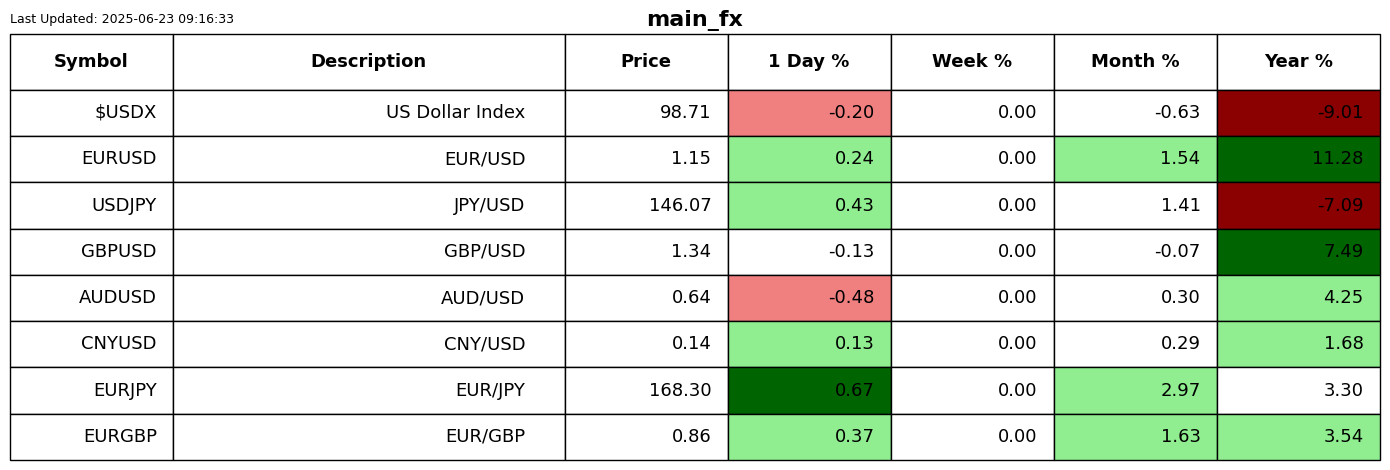 Last Updated: 2025-06-23 09:16:33
main_fx
Symbol Description Price 1 Day % Week % Month % Year %
$USDX US Dollar Index 98.71 -0.20 0.00 -0.63 -9.01
EURUSD EUR/USD 1.15 0.24 0.00 1.54 11.28
USDJPY JPY/USD 146.07 0.43 0.00 1.41 -7.09
GBPUSD GBP/USD 1.34 -0.13 0.00 -0.07 7.49
AUDUSD AUD/USD 0.64 -0.48 0.00 0.30 4.25
CNYUSD CNY/USD 0.14 0.13 0.00 0.29 1.68
EURJPY EUR/JPY 168.30 0.67 0.00 2.97 3.30
EURGBP EUR/GBP 0.86 0.37 0.00 1.63 3.54